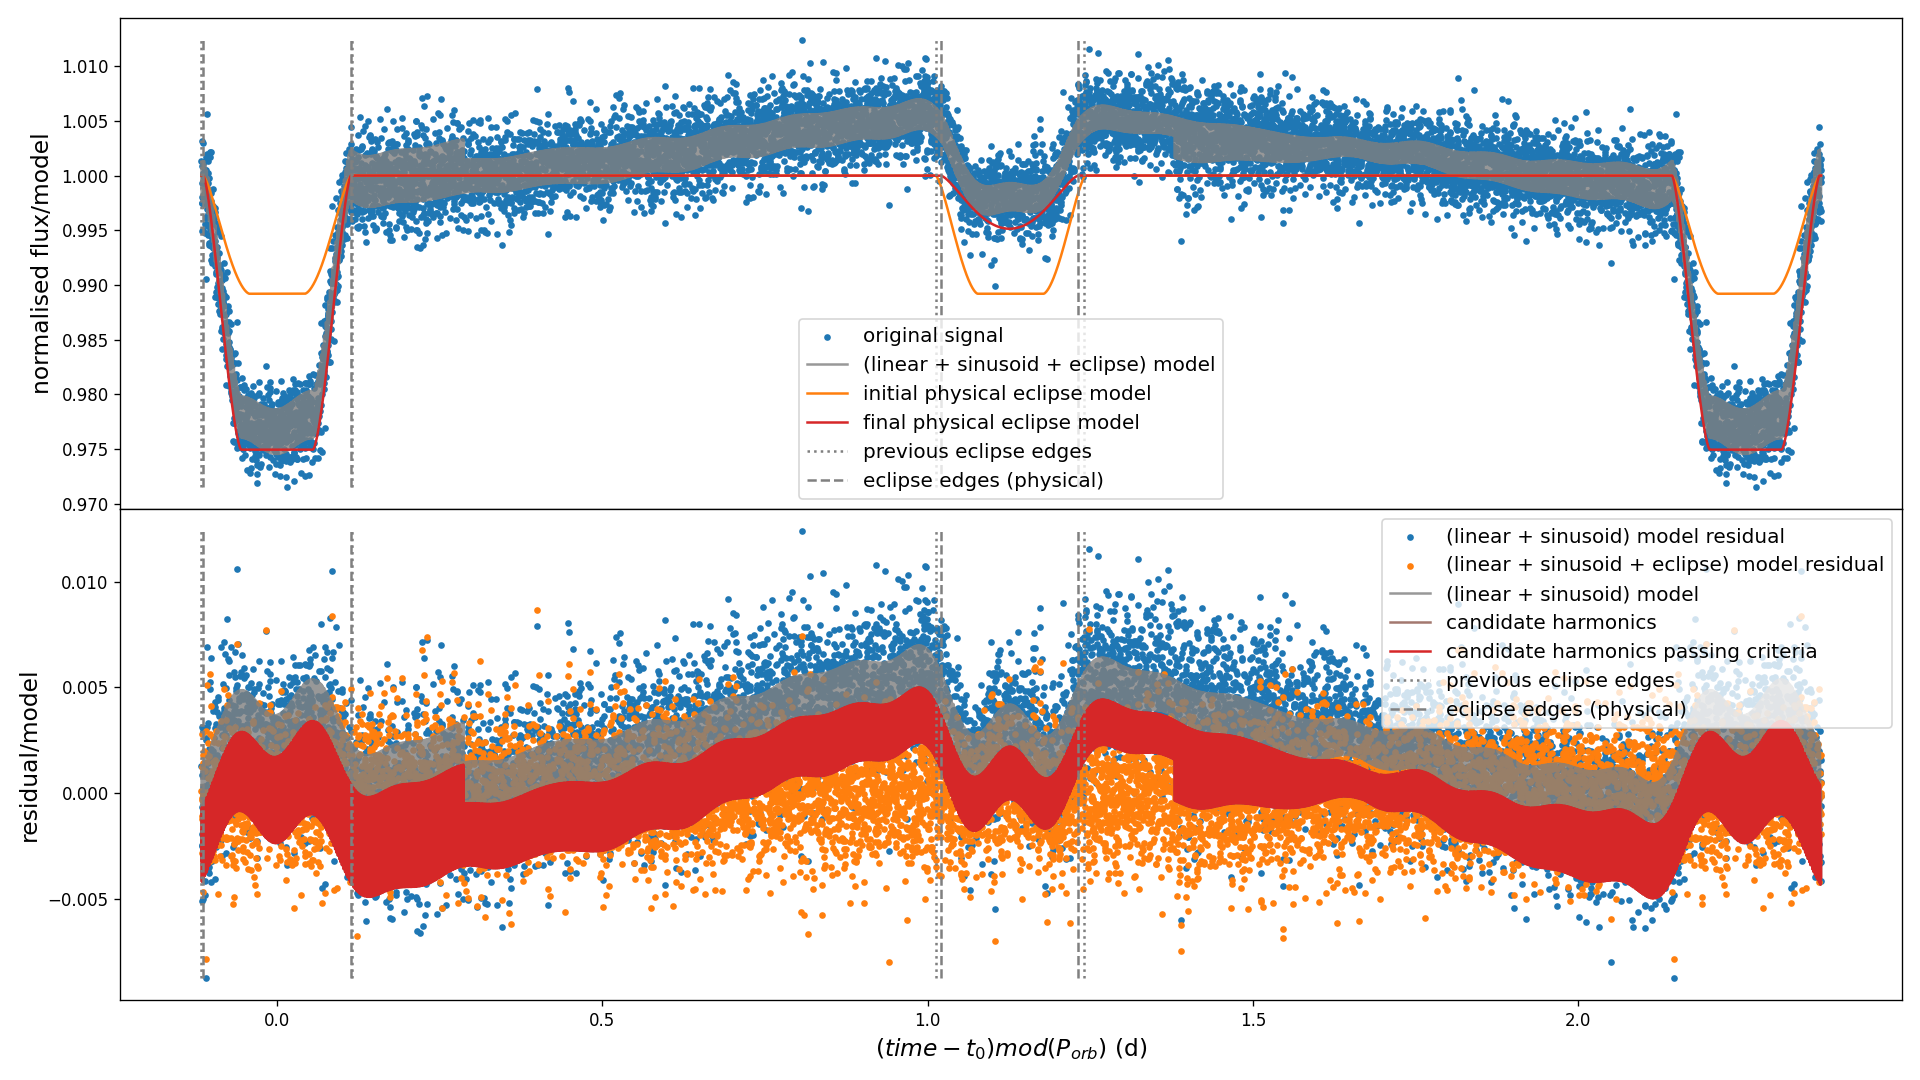 normalised flux/model
1.010
1.005
1.000
0.995
0.990
0.985
0.980
0.975
0.970
original signal
(linear + sinusoid + eclipse) model
initial physical eclipse model
final physical eclipse model
previous eclipse edges
eclipse edges (physical)
residual/model
0.010
0.005
0.000
−0.005
(linear + sinusoid) model residual
(linear + sinusoid + eclipse) model residual
(linear + sinusoid) model
candidate harmonics
candidate harmonics passing criteria
previous eclipse edges
eclipse edges (physical)
0.0 0.5 1.0 1.5 2.0
(time − t₀)mod(Pₒᵣb) (d)